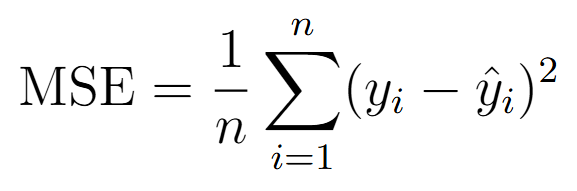 MSE = \frac{1}{n} \sum_{i=1}^{n} (y_i - \hat{y}_i)^2